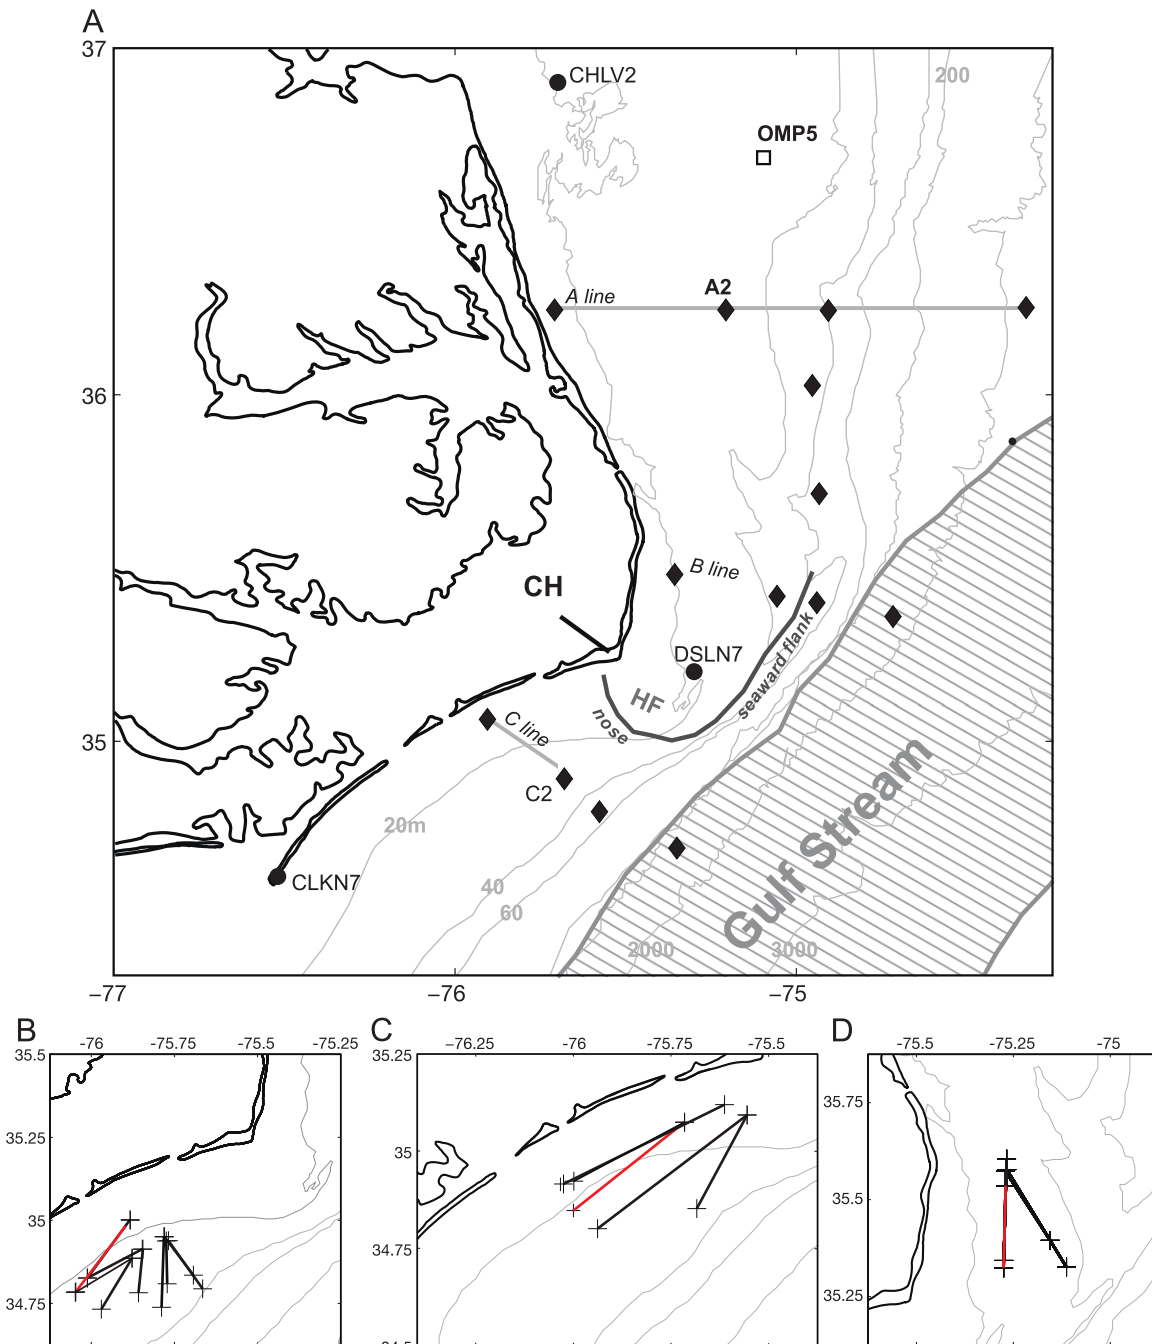 A
37
36
35
−77
−76
−75
CHLV2
200
OMP5
A line
A2
B line
CH
DSLN7
HF
nose
seaward flank
C line
C2
20m
CLKN7
40
60
2000
3000
Gulf Stream
B
-76
-75.75
-75.5
-75.25
35.5
35.25
35
34.75
C
-76.25
-76
-75.75
-75.5
35.25
35
34.75
D
-75.5
-75.25
-75
35.75
35.5
35.25